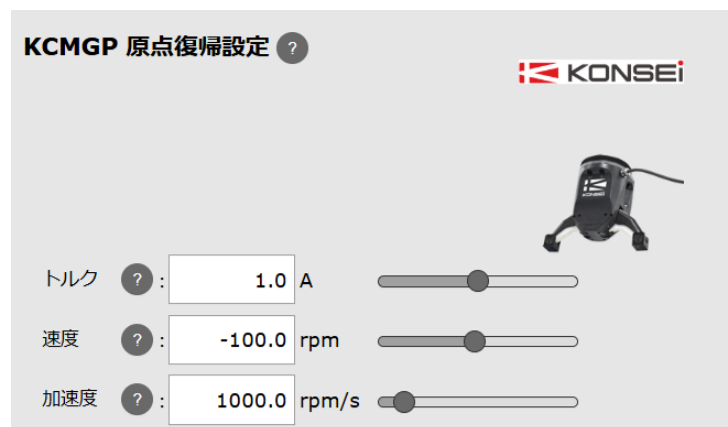 KCMGP 原点復帰設定 ?
KONSEi
トルク ? : 1.0 A
速度 ? : -100.0 rpm
加速度 ? : 1000.0 rpm/s